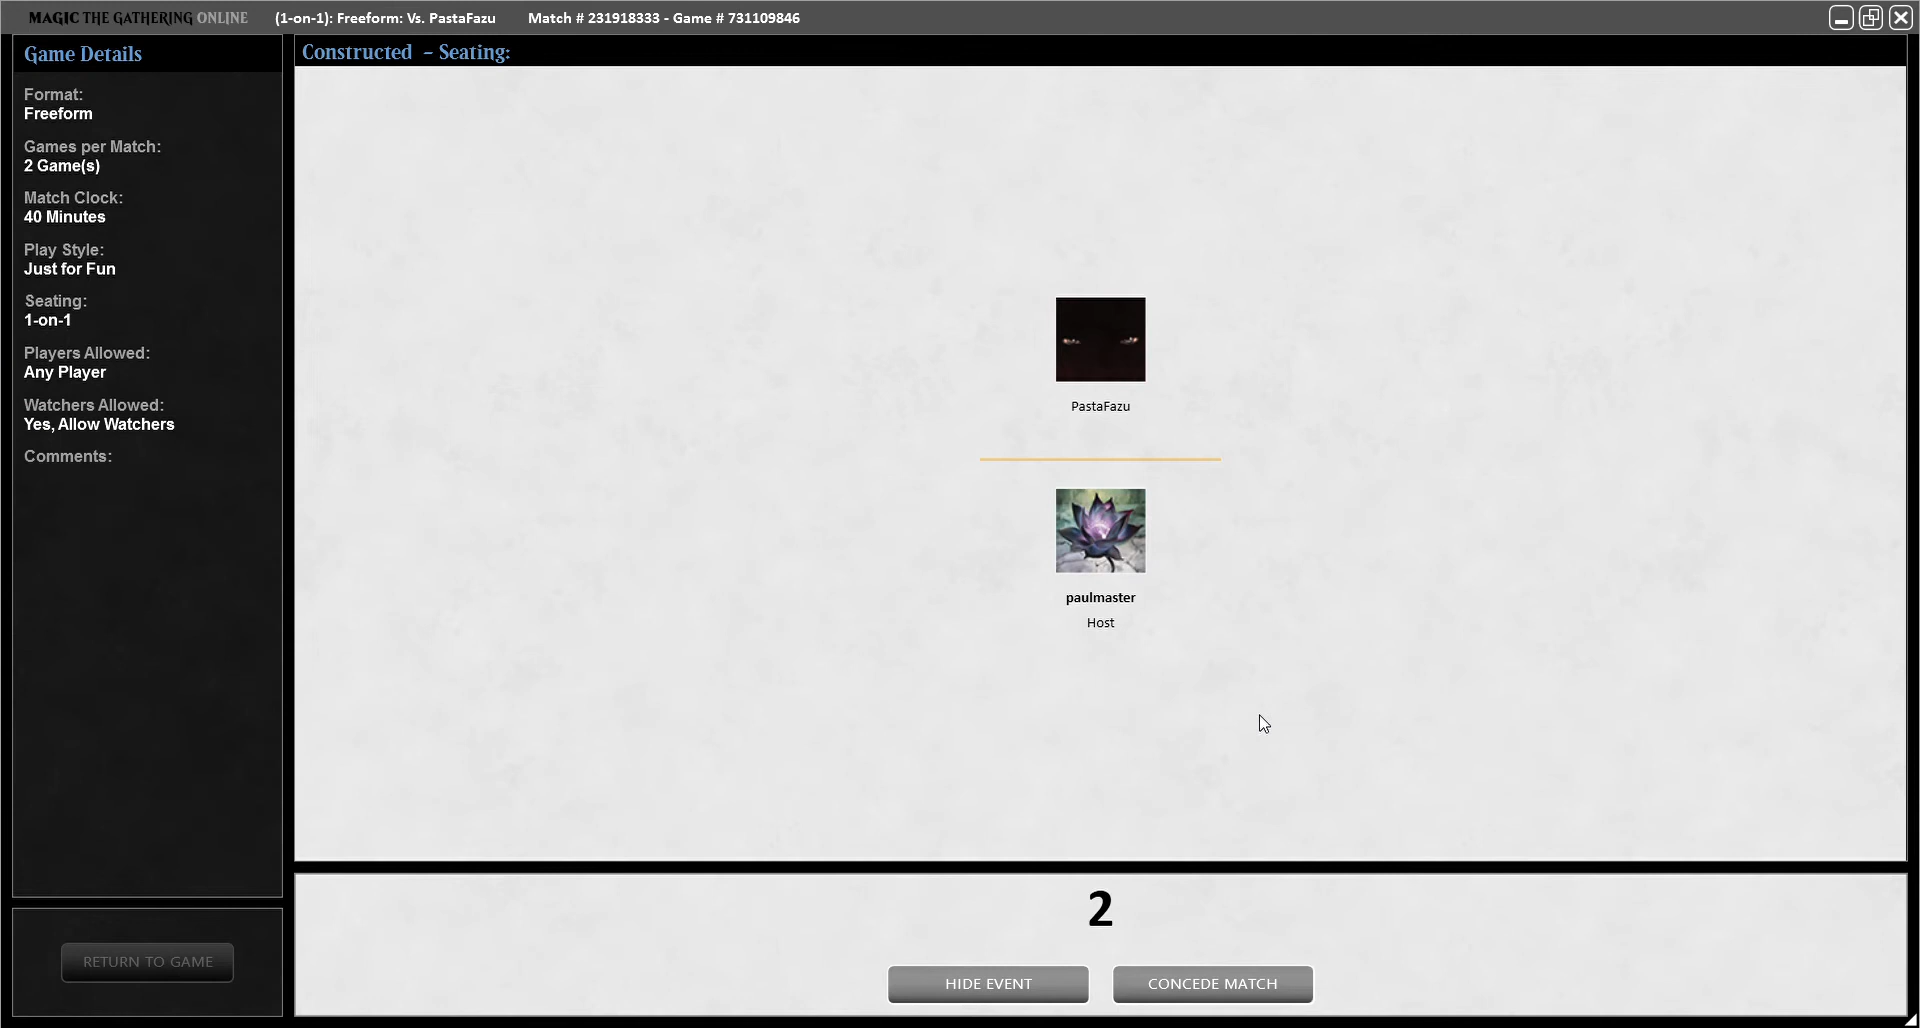 MAGIC THE GATHERING ONLINE (1-on-1): Freeform: Vs. PastaFazu Match # 231918333 - Game # 731109846
Game Details
Format:
Freeform
Games per Match:
2 Game(s)
Match Clock:
40 Minutes
Play Style:
Just for Fun
Seating:
1-on-1
Players Allowed:
Any Player
Watchers Allowed:
Yes, Allow Watchers
Comments:
RETURN TO GAME
Constructed – Seating:
PastaFazu
paulmaster
Host
2
HIDE EVENT CONCEDE MATCH